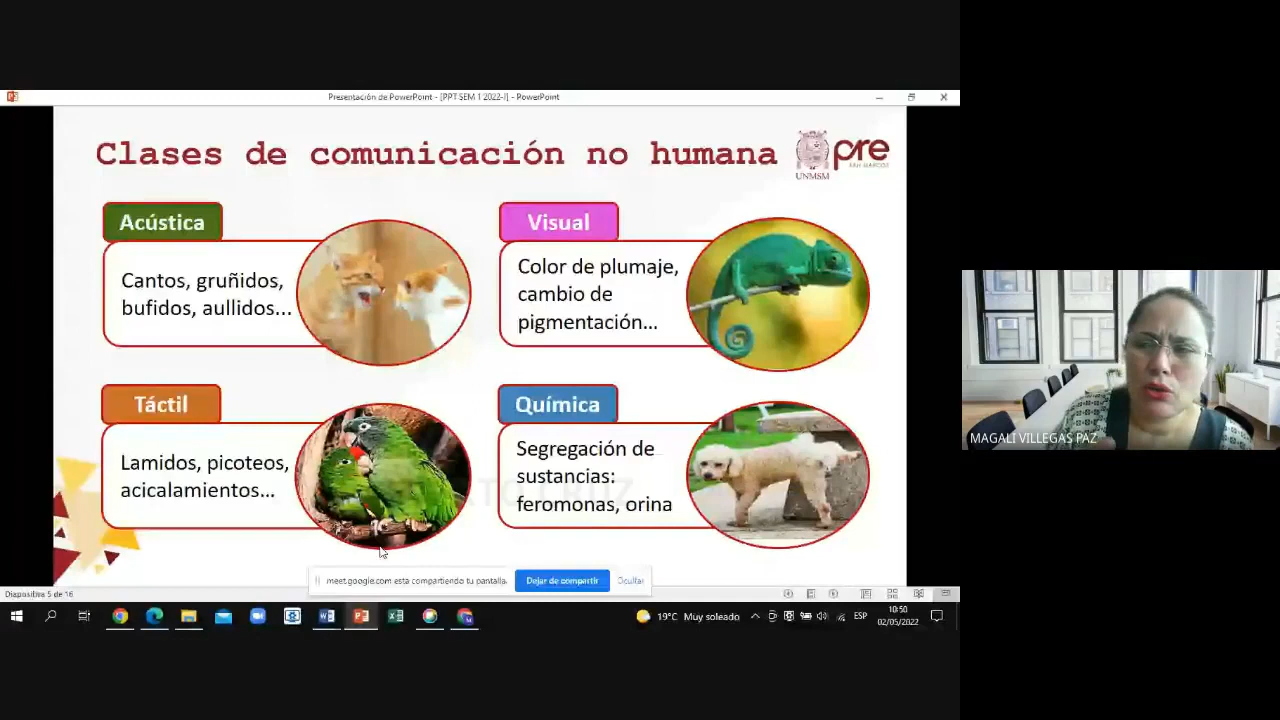 Presentación de PowerPoint - [PPT SEM 1 2022-I] - PowerPoint
Clases de comunicación no humana
UNMSM
pre
SAN MARCOS
Acústica
Cantos, gruñidos,
bufidos, aullidos...
Visual
Color de plumaje,
cambio de
pigmentación...
Táctil
Lamidos, picoteos,
acicalamientos...
Química
Segregación de
sustancias:
feromonas, orina
MAGALI VILLEGAS PAZ
meet.google.com está compartiendo tu pantalla.
Dejar de compartir
Ocultar
Diapositiva 5 de 16
19°C Muy soleado
ESP
10:50
02/05/2022